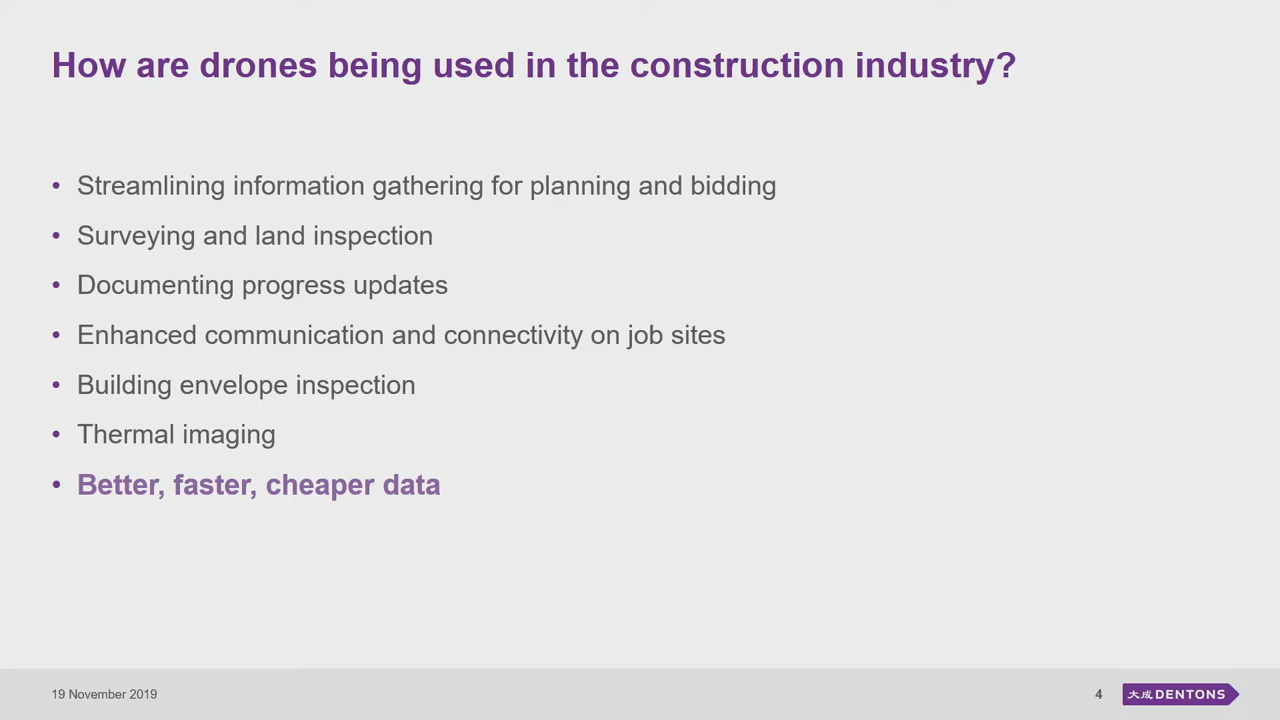 How are drones being used in the construction industry?
• Streamlining information gathering for planning and bidding
• Surveying and land inspection
• Documenting progress updates
• Enhanced communication and connectivity on job sites
• Building envelope inspection
• Thermal imaging
• Better, faster, cheaper data
19 November 2019
4
大成 DENTONS